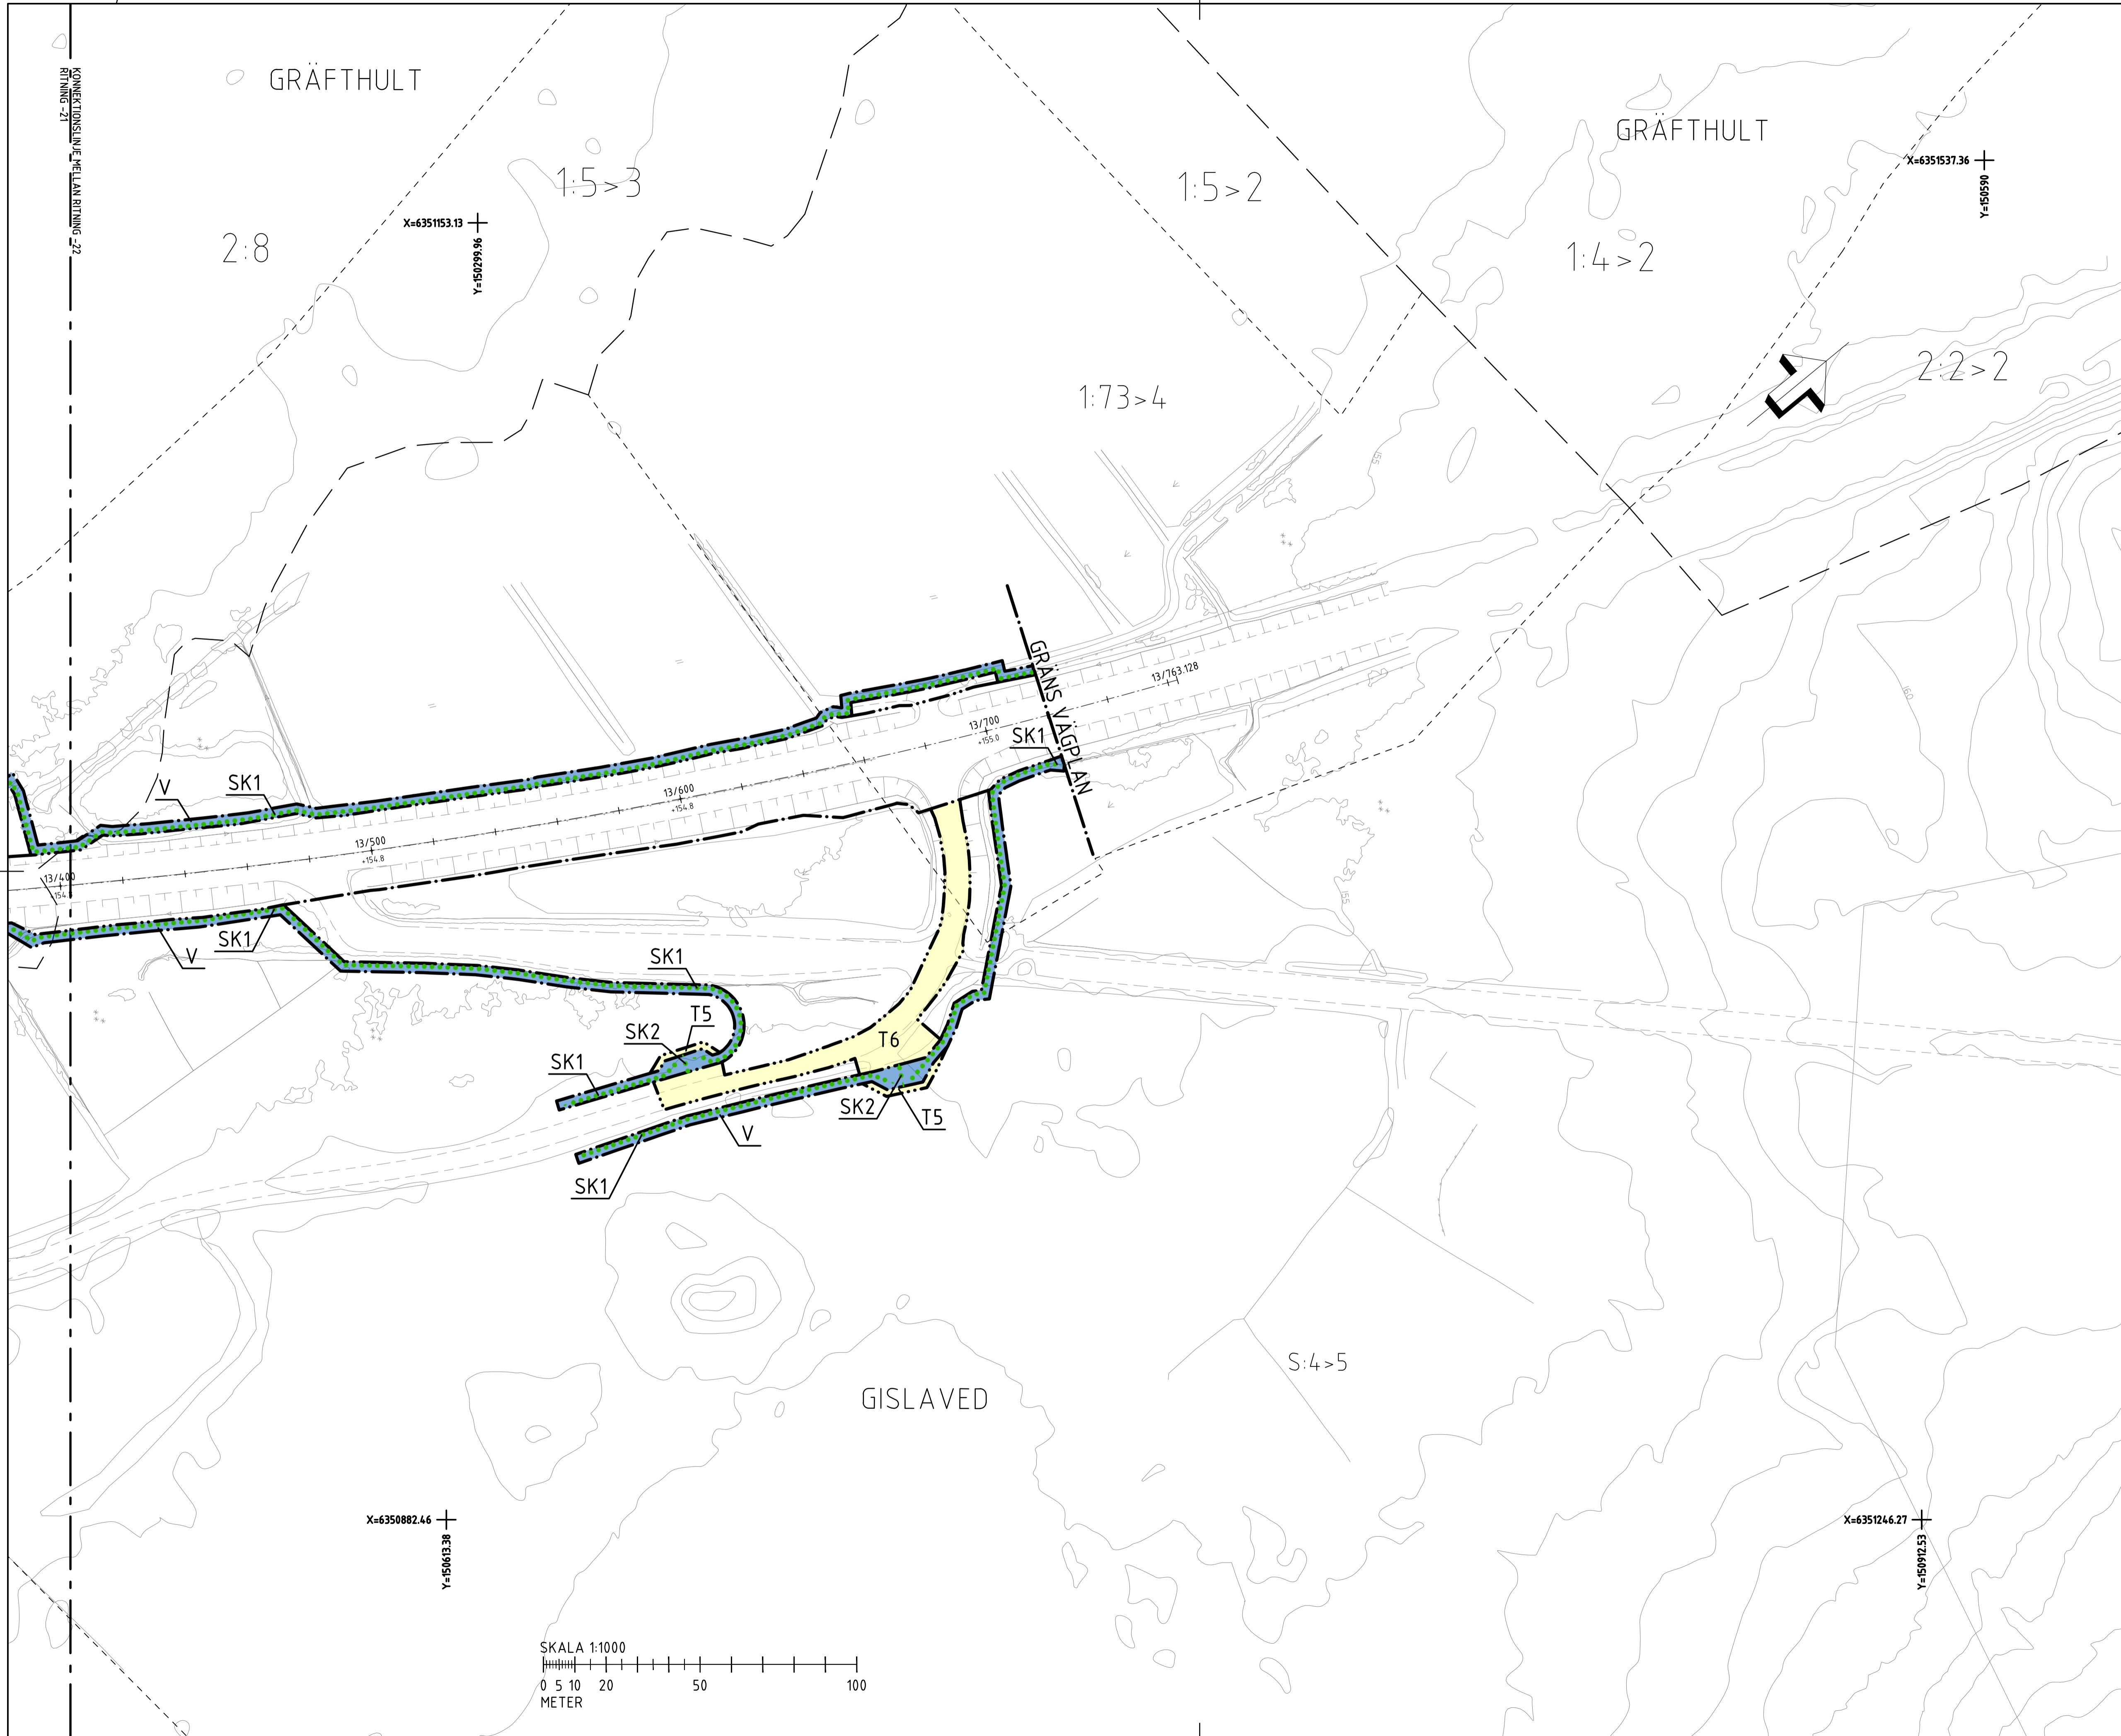 KONNEKTIONSLINJE MELLAN RITNING -22
RITNING -21
GRÄFTHULT
GRÄFTHULT
1:5>3
1:5>2
2:8
X=6351153.13
Y=150299.96
X=6351537.36
Y=150590
1:4>2
2:2>2
1:73>4
155
GRÄNS VÄGPLAN
13/763.128
13/700
+155.0
SK1
160
V
SK1
13/600
+154.8
13/500
+154.8
13/400
155
SK1
V
SK1
T5
SK2
T6
SK1
SK2
T5
V
SK1
S:4>5
GISLAVED
X=6350882.46
Y=150613.38
X=6351246.27
Y=150912.53
SKALA 1:1000
0 5 10 20 50 100
METER